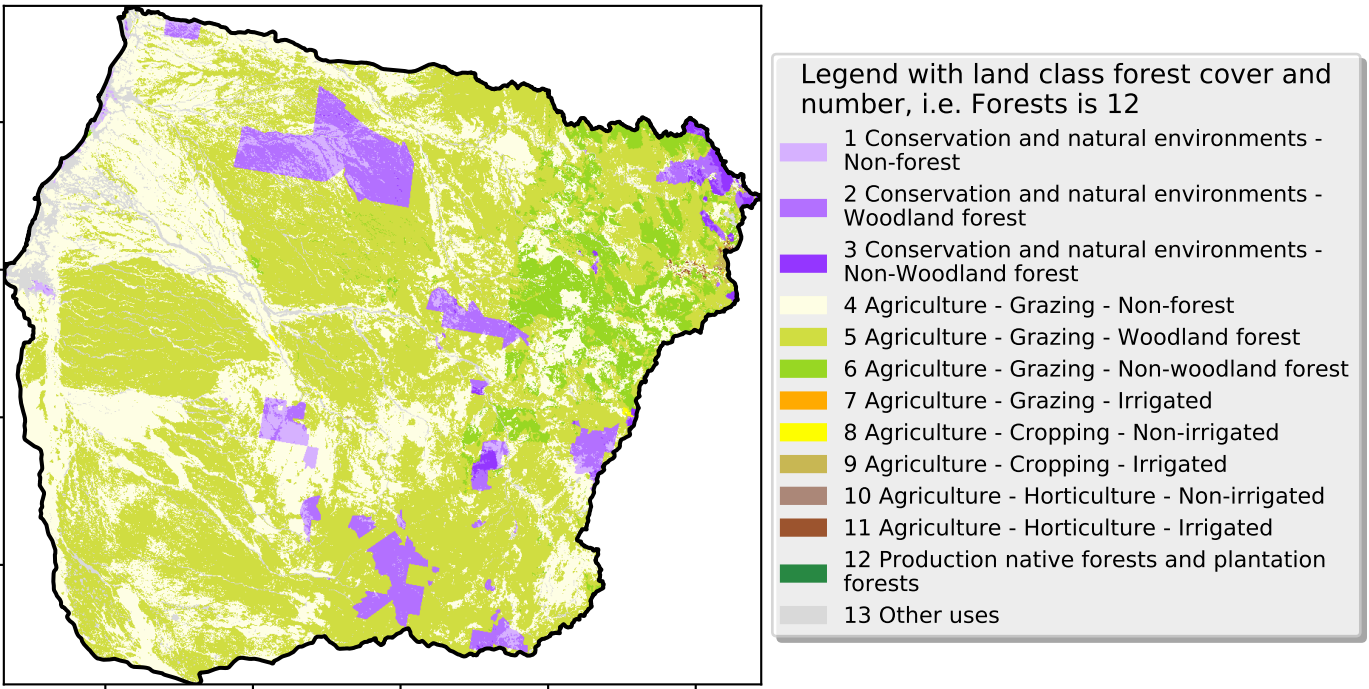 Legend with land class forest cover and
number, i.e. Forests is 12
1 Conservation and natural environments -
Non-forest
2 Conservation and natural environments -
Woodland forest
3 Conservation and natural environments -
Non-Woodland forest
4 Agriculture - Grazing - Non-forest
5 Agriculture - Grazing - Woodland forest
6 Agriculture - Grazing - Non-woodland forest
7 Agriculture - Grazing - Irrigated
8 Agriculture - Cropping - Non-irrigated
9 Agriculture - Cropping - Irrigated
10 Agriculture - Horticulture - Non-irrigated
11 Agriculture - Horticulture - Irrigated
12 Production native forests and plantation
forests
13 Other uses